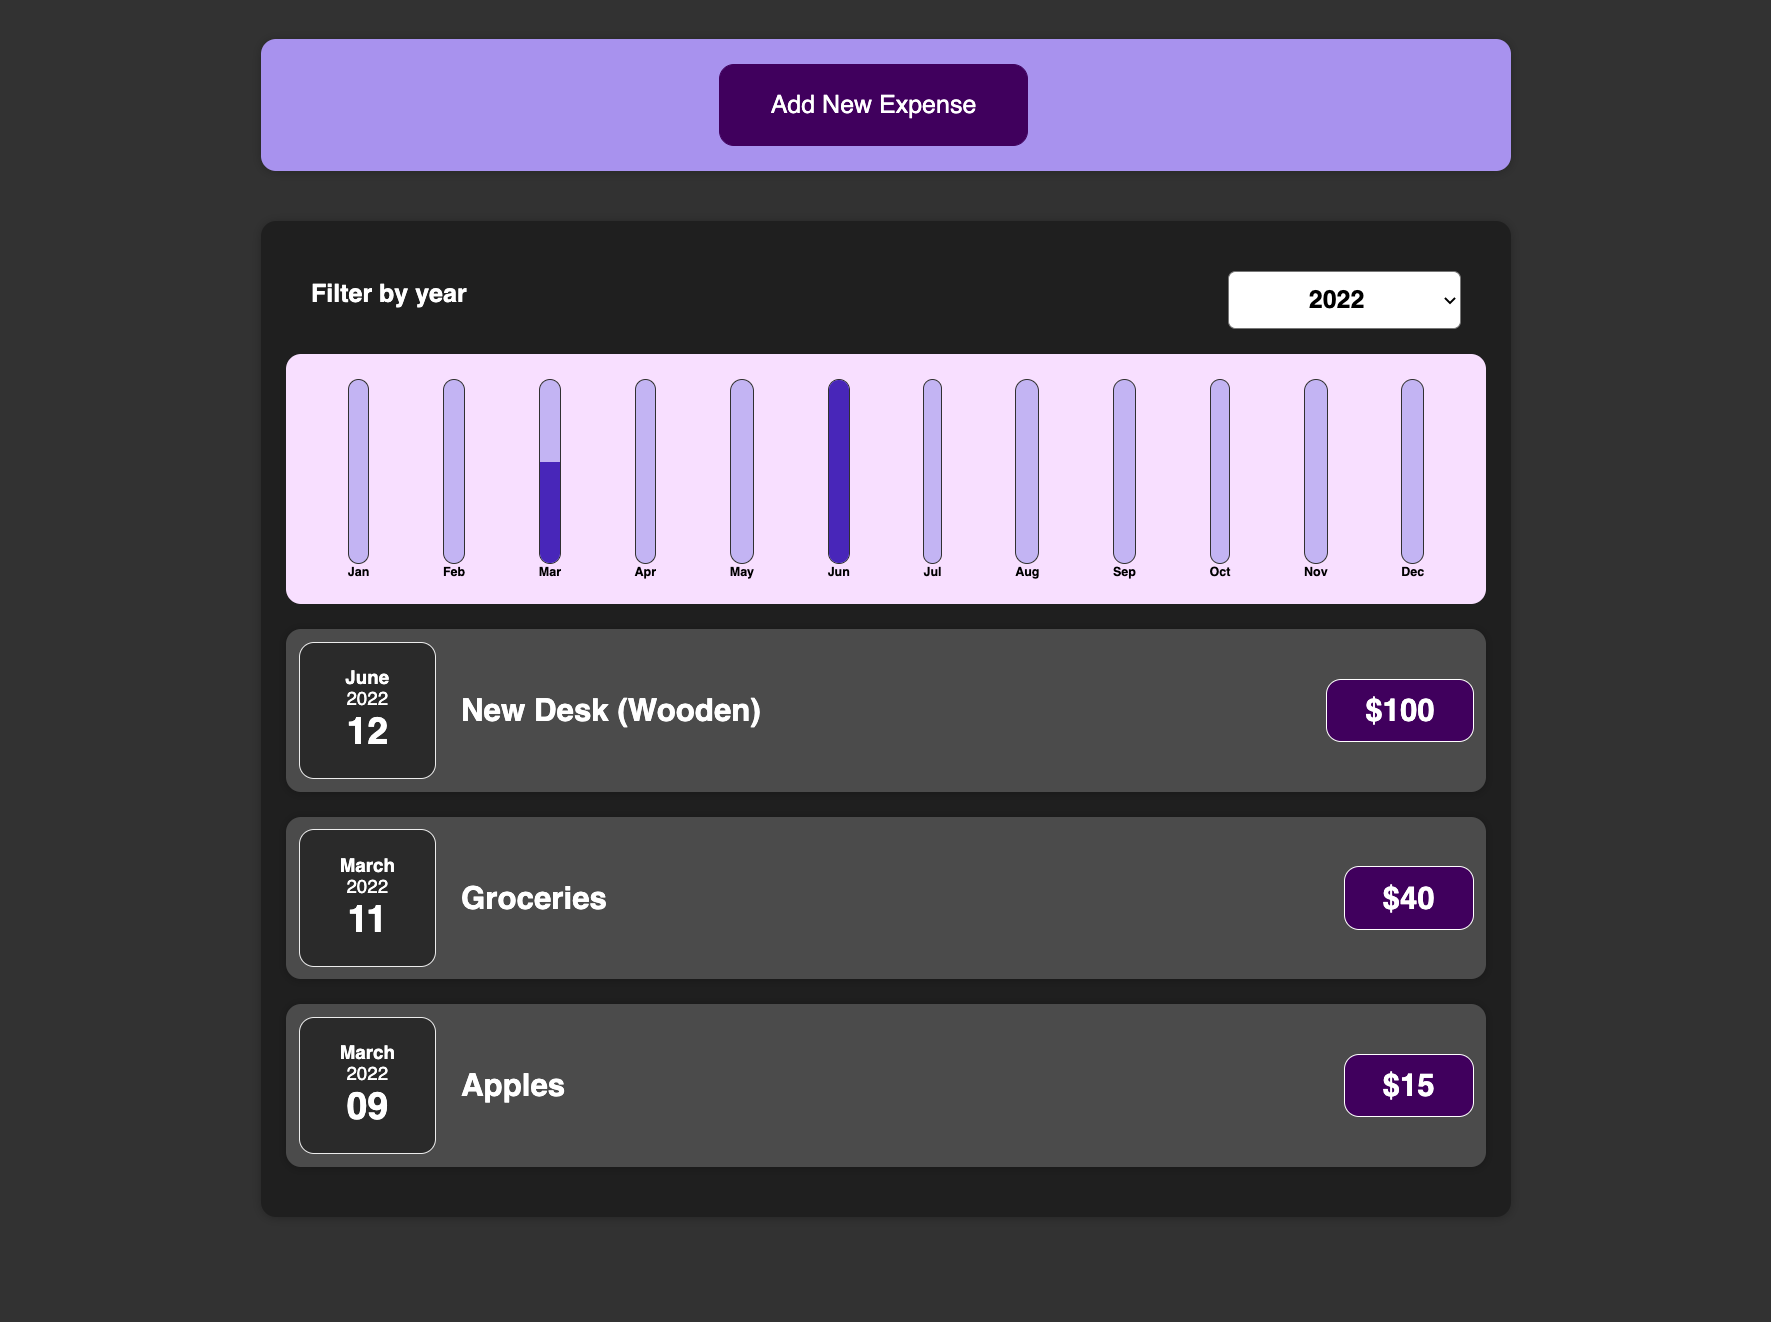 Add New Expense
Filter by year
2022
Jan Feb Mar Apr May Jun Jul Aug Sep Oct Nov Dec
June
2022
12
New Desk (Wooden)
$100
March
2022
11
Groceries
$40
March
2022
09
Apples
$15